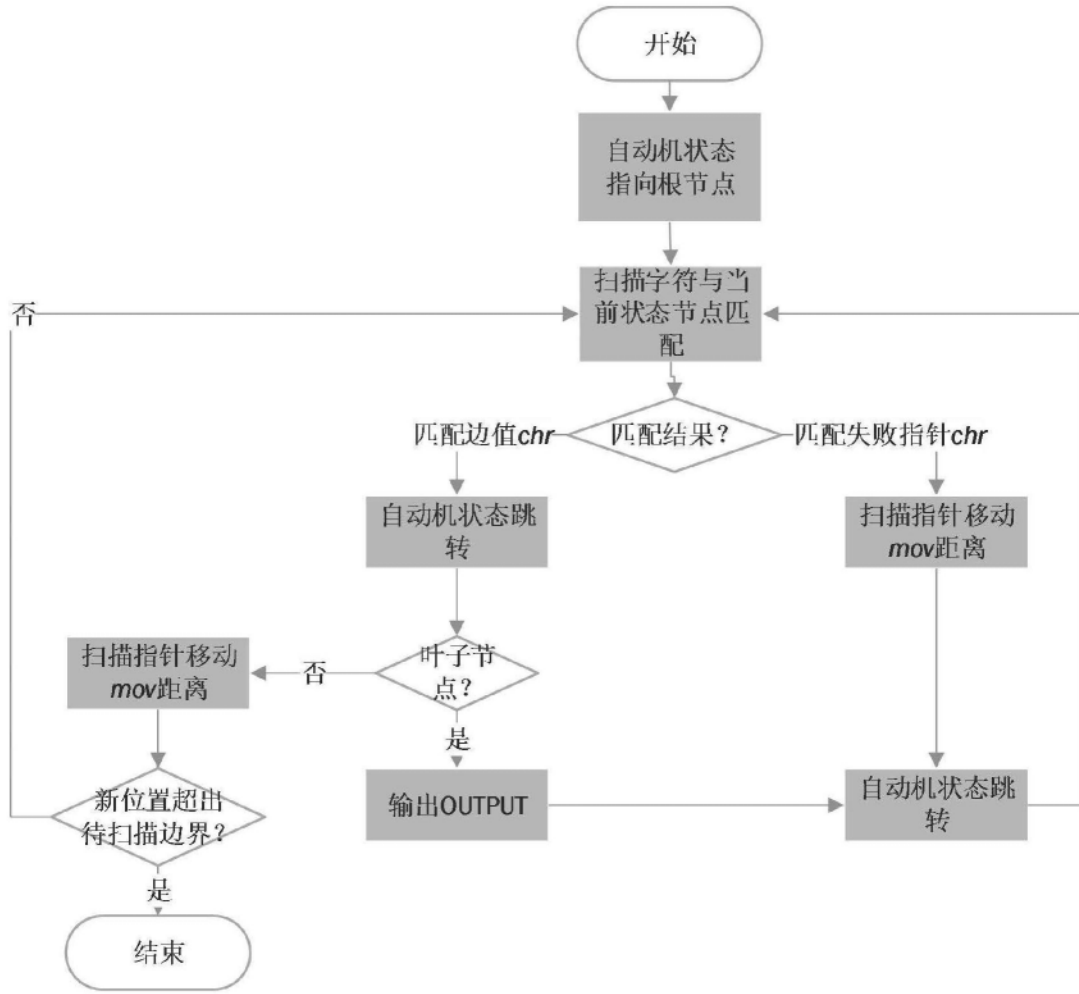 开始
自动机状态
指向根节点
扫描字符与当
前状态节点匹
配
否
匹配结果？
匹配边值chr
匹配失败指针chr
自动机状态跳
转
扫描指针移动
mov距离
叶子节
点？
否
扫描指针移动
mov距离
是
新位置超出
待扫描边界？
输出OUTPUT
自动机状态跳
转
是
结束